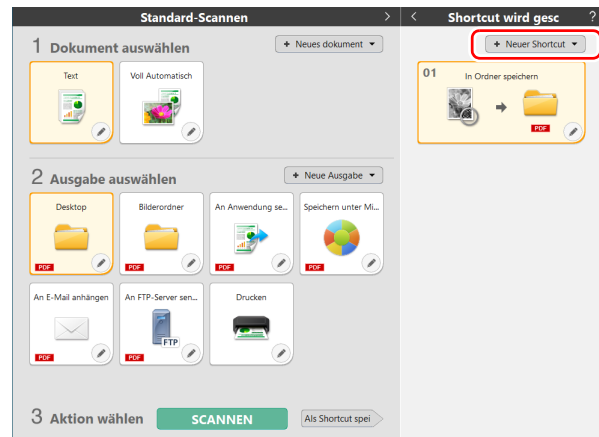 Standard-Scannen >
< Shortcut wird gesc ?
1 Dokument auswählen
+ Neues dokument
+ Neuer Shortcut
Text
Voll Automatisch
01 In Ordner speichern
PDF
2 Ausgabe auswählen
+ Neue Ausgabe
Desktop
Bilderordner
An Anwendung se...
Speichern unter Mi...
PDF
PDF
PDF
PDF
An E-Mail anhängen
An FTP-Server sen...
Drucken
FTP
PDF
PDF
3 Aktion wählen
SCANNEN
Als Shortcut spei